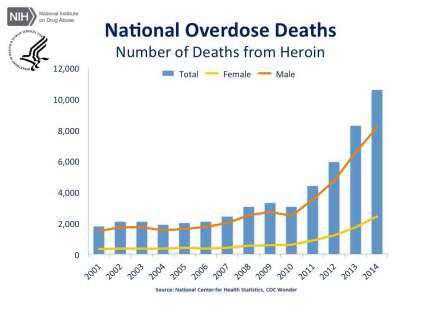 NIH
National Institute
on Drug Abuse
National Overdose Deaths
Number of Deaths from Heroin
Total Female Male
12,000
10,000
8,000
6,000
4,000
2,000
0
2001 2002 2003 2004 2005 2006 2007 2008 2009 2010 2011 2012 2013 2014
Source: National Center for Health Statistics, CDC Wonder